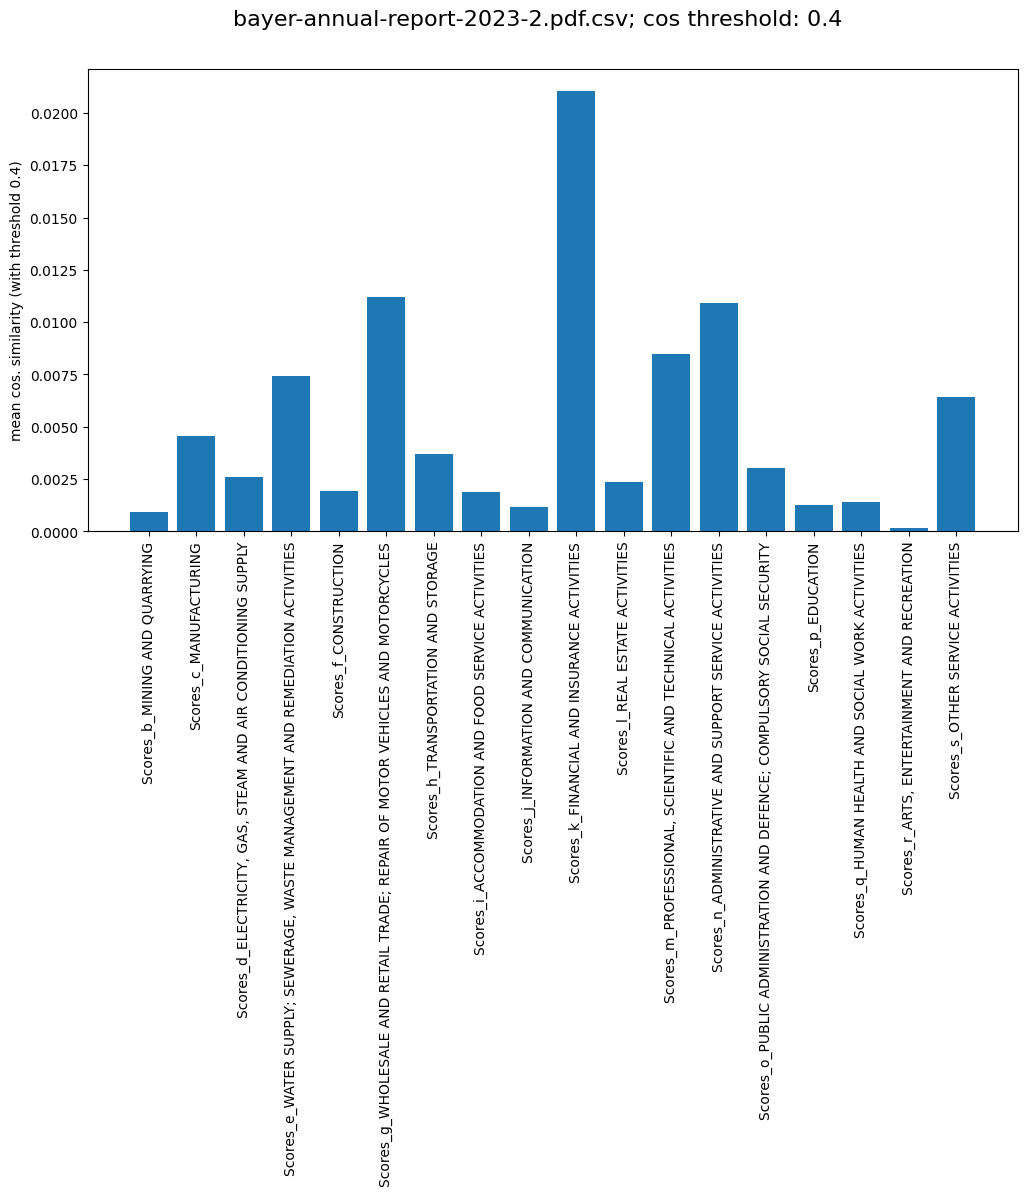 bayer-annual-report-2023-2.pdf.csv; cos threshold: 0.4
mean cos. similarity (with threshold 0.4)
0.0200
0.0175
0.0150
0.0125
0.0100
0.0075
0.0050
0.0025
0.0000
Scores_b_MINING AND QUARRYING
Scores_c_MANUFACTURING
Scores_d_ELECTRICITY, GAS, STEAM AND AIR CONDITIONING SUPPLY
Scores_e_WATER SUPPLY; SEWERAGE, WASTE MANAGEMENT AND REMEDIATION ACTIVITIES
Scores_f_CONSTRUCTION
Scores_g_WHOLESALE AND RETAIL TRADE; REPAIR OF MOTOR VEHICLES AND MOTORCYCLES
Scores_h_TRANSPORTATION AND STORAGE
Scores_i_ACCOMMODATION AND FOOD SERVICE ACTIVITIES
Scores_j_INFORMATION AND COMMUNICATION
Scores_k_FINANCIAL AND INSURANCE ACTIVITIES
Scores_l_REAL ESTATE ACTIVITIES
Scores_m_PROFESSIONAL, SCIENTIFIC AND TECHNICAL ACTIVITIES
Scores_n_ADMINISTRATIVE AND SUPPORT SERVICE ACTIVITIES
Scores_o_PUBLIC ADMINISTRATION AND DEFENCE; COMPULSORY SOCIAL SECURITY
Scores_p_EDUCATION
Scores_q_HUMAN HEALTH AND SOCIAL WORK ACTIVITIES
Scores_r_ARTS, ENTERTAINMENT AND RECREATION
Scores_s_OTHER SERVICE ACTIVITIES